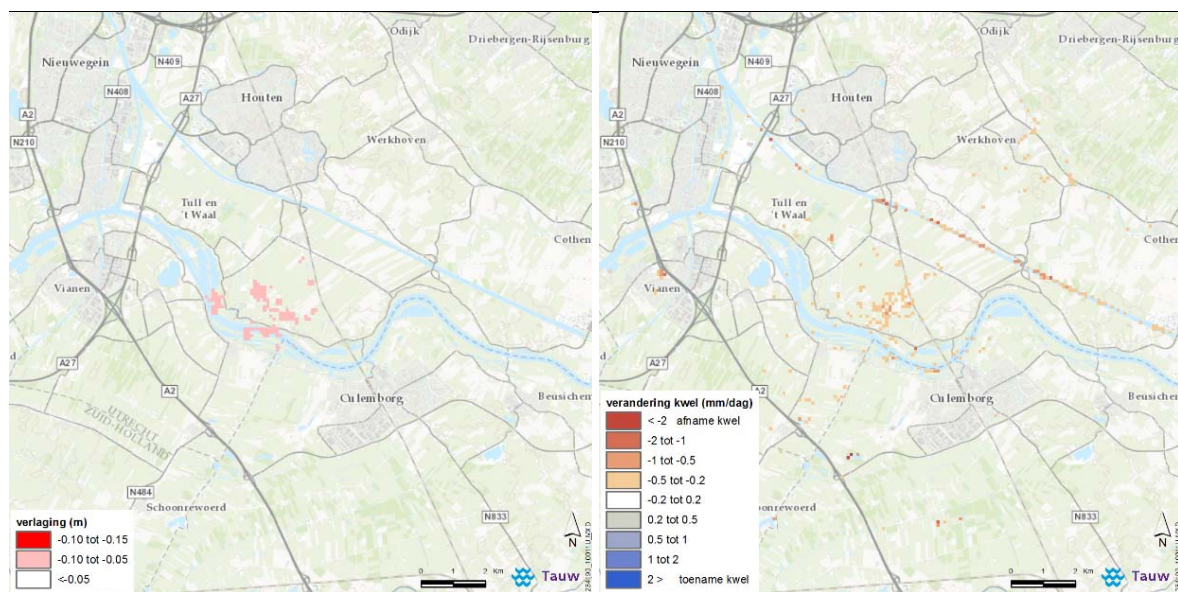 Odijk
Driebergen-Rijsenburg
Nieuwegein
N409
N408
A27
Houten
A2
N210
Werkhoven
Tull en
't Waal
Cothen
Vianen
A27
A2
Culemborg
Beusichem
UTRECHT
ZUID-HOLLAND
N484
Schoonrewoerd
N833
verlaging (m)
-0.10 tot -0.15
-0.10 tot -0.05
<-0.05
0 1 2 Km
N
Tauw
Odijk
Driebergen-Rijsenburg
Nieuwegein
N409
N408
A27
Houten
A2
N210
Werkhoven
Tull en
't Waal
Cothe
Vianen
A27
A2
Culemborg
Beusichen
verandering kwel (mm/dag)
< -2 afname kwel
-2 tot -1
-1 tot -0.5
-0.5 tot -0.2
-0.2 tot 0.2
0.2 tot 0.5
0.5 tot 1
1 tot 2
2 > toename kwel
noonrewoerd
N833
0 1 2 Km
N
Tauw